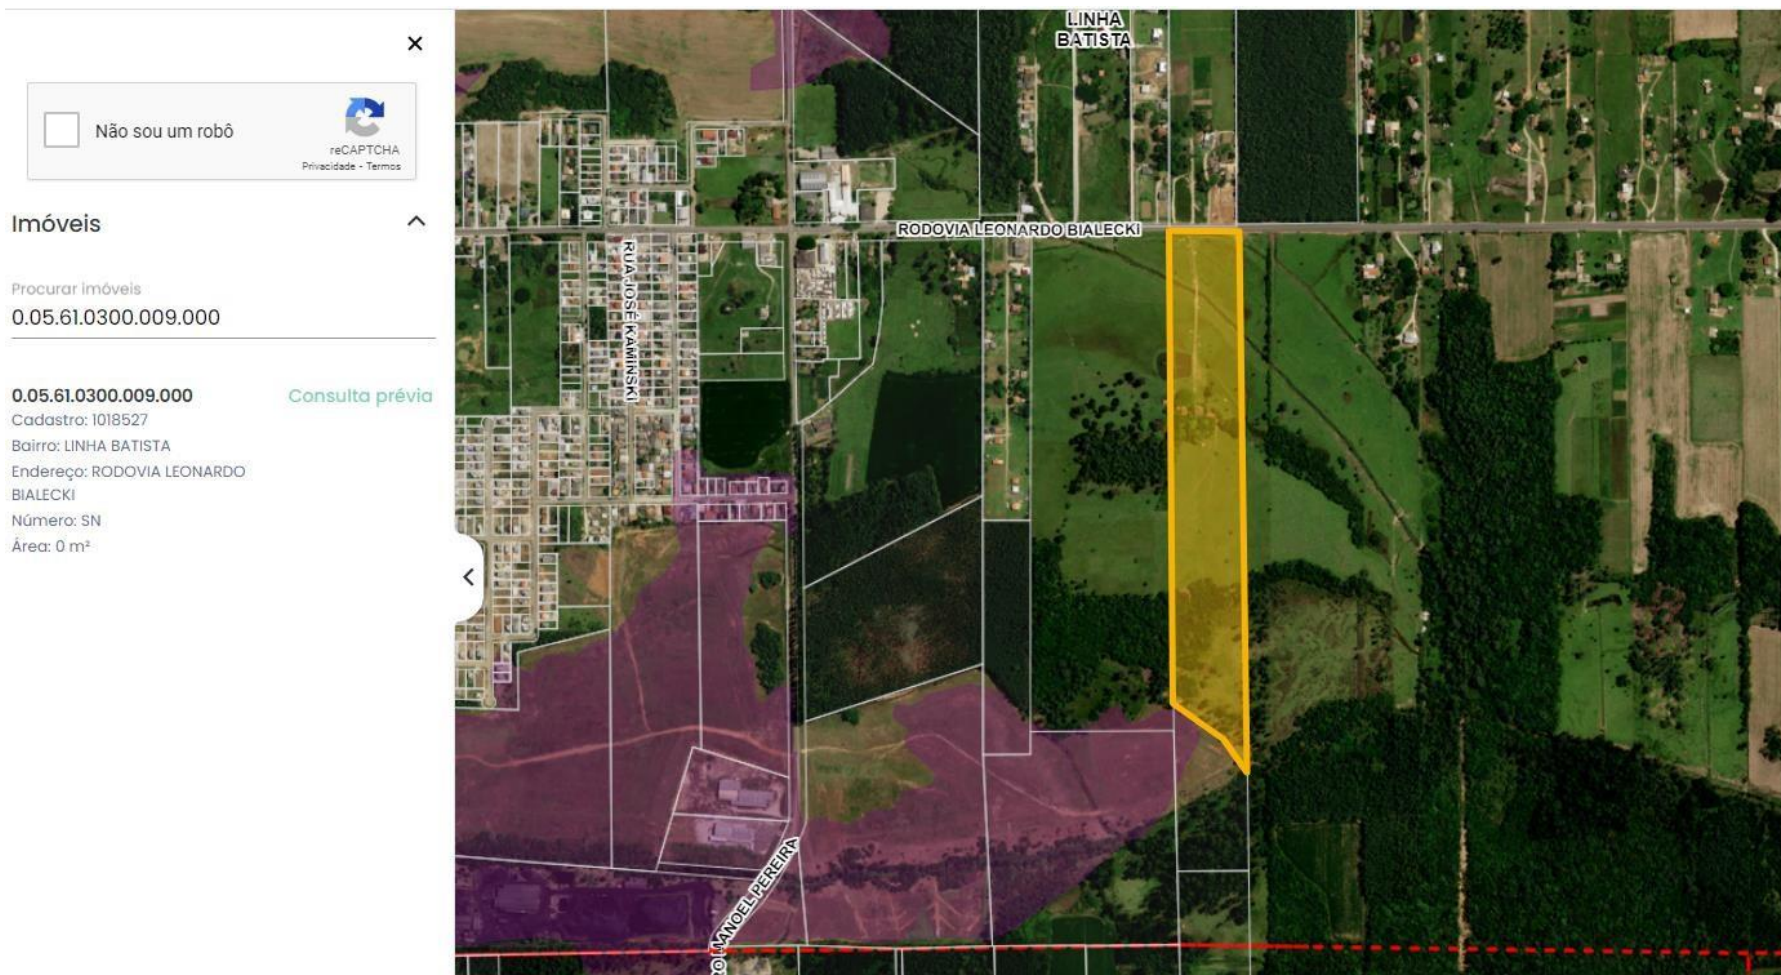 Não sou um robô
reCAPTCHA
Privacidade - Termos
Imóveis
Procurar imóveis
0.05.61.0300.009.000
0.05.61.0300.009.000
Consulta prévia
Cadastro: 1018527
Bairro: LINHA BATISTA
Endereço: RODOVIA LEONARDO
BIALECKI
Número: SN
Área: 0 m²
LINHA
BATISTA
RODOVIA LEONARDO BIALECKI
RUA JOSÉ KAMINSKI
MANOEL PEREIRA